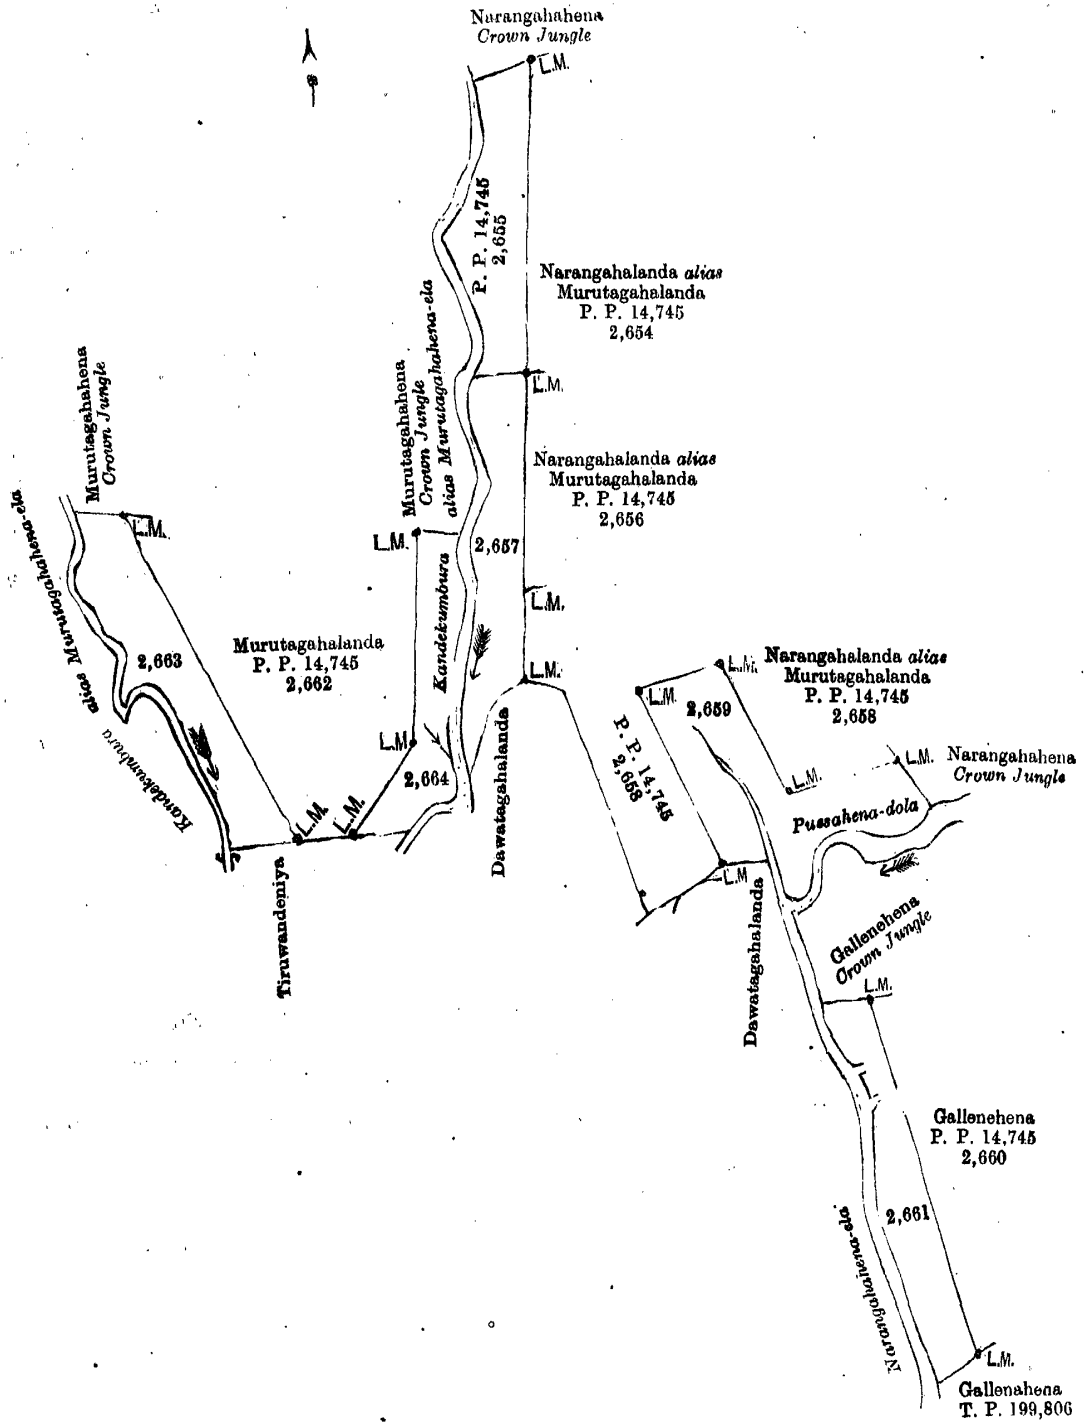 Narangahahena
Crown Jungle
L.M.
P. P. 14,745
2,655
Narangahalanda alias
Murutagahalanda
P. P. 14,745
2,654
L.M.
Murutagahahena
Crown Jungle
Murutagahahena
Crown Jungle
alias Murutagahahena-ela
Kandekumbura
Narangahalanda alias
Murutagahalanda
P. P. 14,745
2,656
L.M.
L.M.
2,657
L.M.
L.M.
alias Murutagahahena-ela
Kandekumbura
2,663
Murutagahalanda
P. P. 14,745
2,662
L.M.
L.M.
L.M.
Narangahalanda alias
Murutagahalanda
P. P. 14,745
2,658
2,659
P. P. 14,745
2,658
L.M.
2,664
Dawatagahalanda
L.M.
L.M.
Narangahahena
Crown Jungle
Pussahena-dola
L.M.
L.M.
Tiruwandeniya
L.M.
Dawatagahalanda
Gallenehena
Crown Jungle
L.M.
Gallenehena
P. P. 14,745
2,660
2,661
Narangahahena-ela
L.M.
Gallenahena
T. P. 199,806